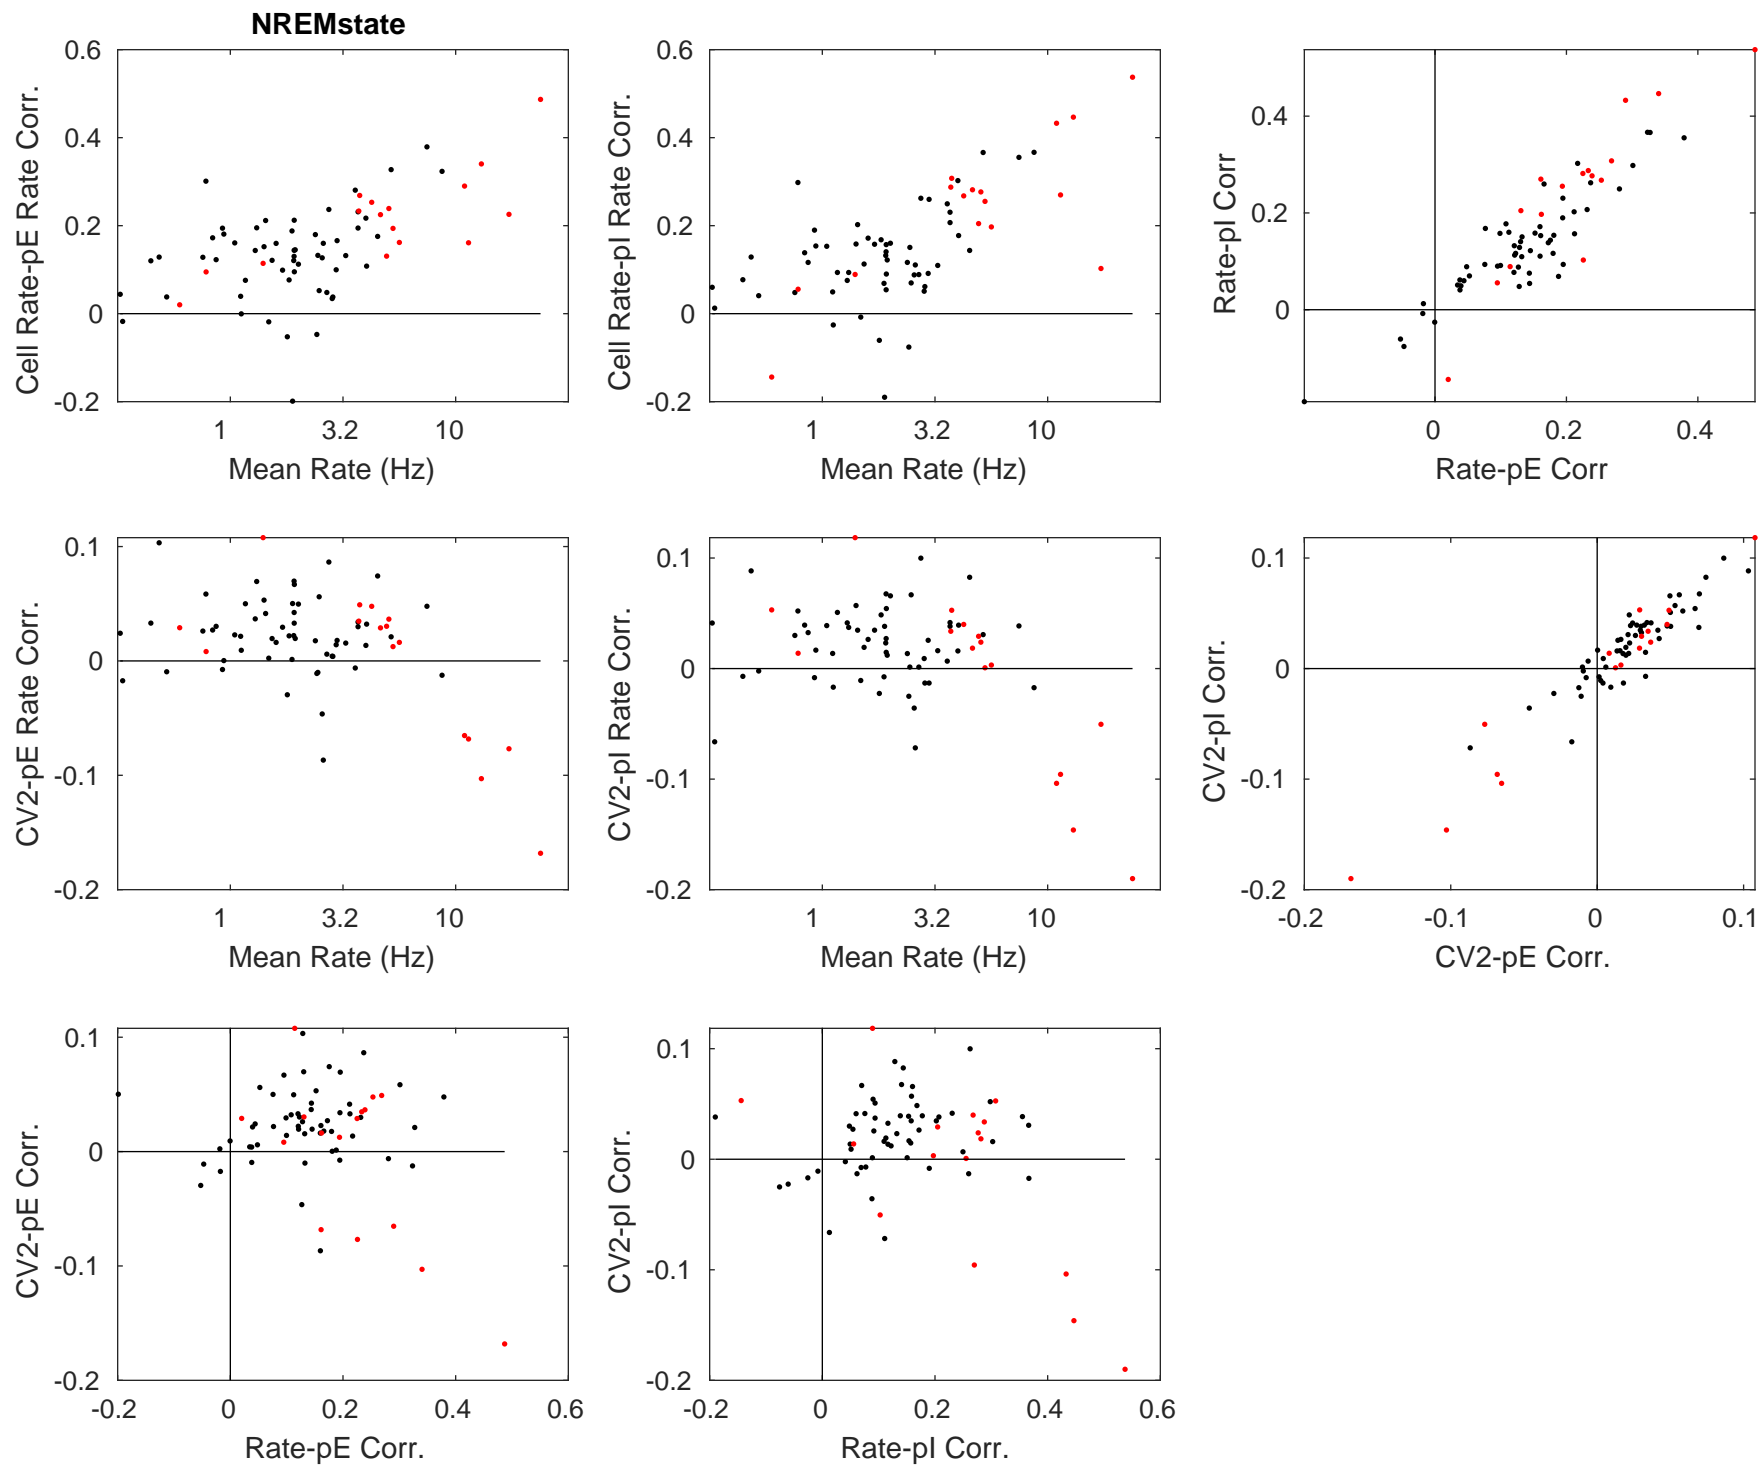 NREMstate
0.6
0.4
0.2
0
-0.2
Cell Rate-pE Rate Corr.
1 3.2 10
Mean Rate (Hz)
0.6
0.4
0.2
0
-0.2
Cell Rate-pI Rate Corr.
1 3.2 10
Mean Rate (Hz)
0.4
0.2
0
Rate-pI Corr
0 0.2 0.4
Rate-pE Corr
0.1
0
-0.1
-0.2
CV2-pE Rate Corr.
1 3.2 10
Mean Rate (Hz)
0.1
0
-0.1
-0.2
CV2-pI Rate Corr.
1 3.2 10
Mean Rate (Hz)
0.1
0
-0.1
-0.2
CV2-pI Corr.
-0.2 -0.1 0 0.1
CV2-pE Corr.
0.1
0
-0.1
-0.2
CV2-pE Corr.
-0.2 0 0.2 0.4 0.6
Rate-pE Corr.
0.1
0
-0.1
-0.2
CV2-pI Corr.
-0.2 0 0.2 0.4 0.6
Rate-pI Corr.